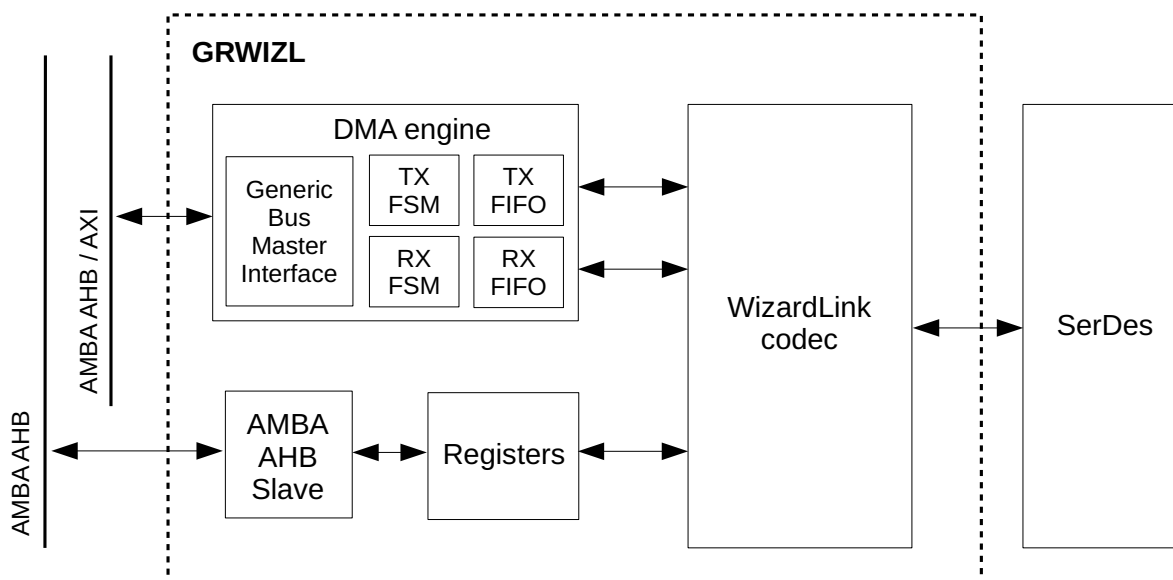 GRWIZL
DMA engine
Generic
Bus
Master
Interface
TX
FSM
TX
FIFO
RX
FSM
RX
FIFO
AMBA AHB / AXI
AMBA AHB
WizardLink
codec
SerDes
AMBA
AHB
Slave
Registers